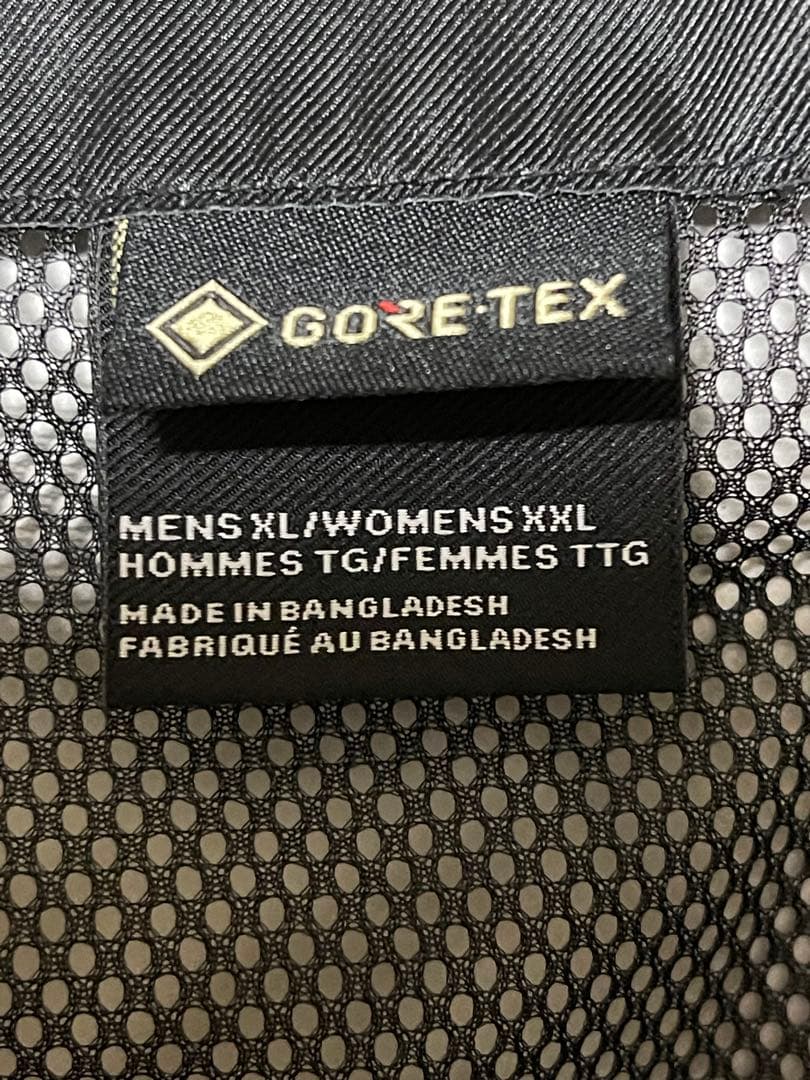 GORE-TEX
MENS XL/WOMENS XXL
HOMMES TG/FEMMES TTG
MADE IN BANGLADESH
FABRIQUÉ AU BANGLADESH